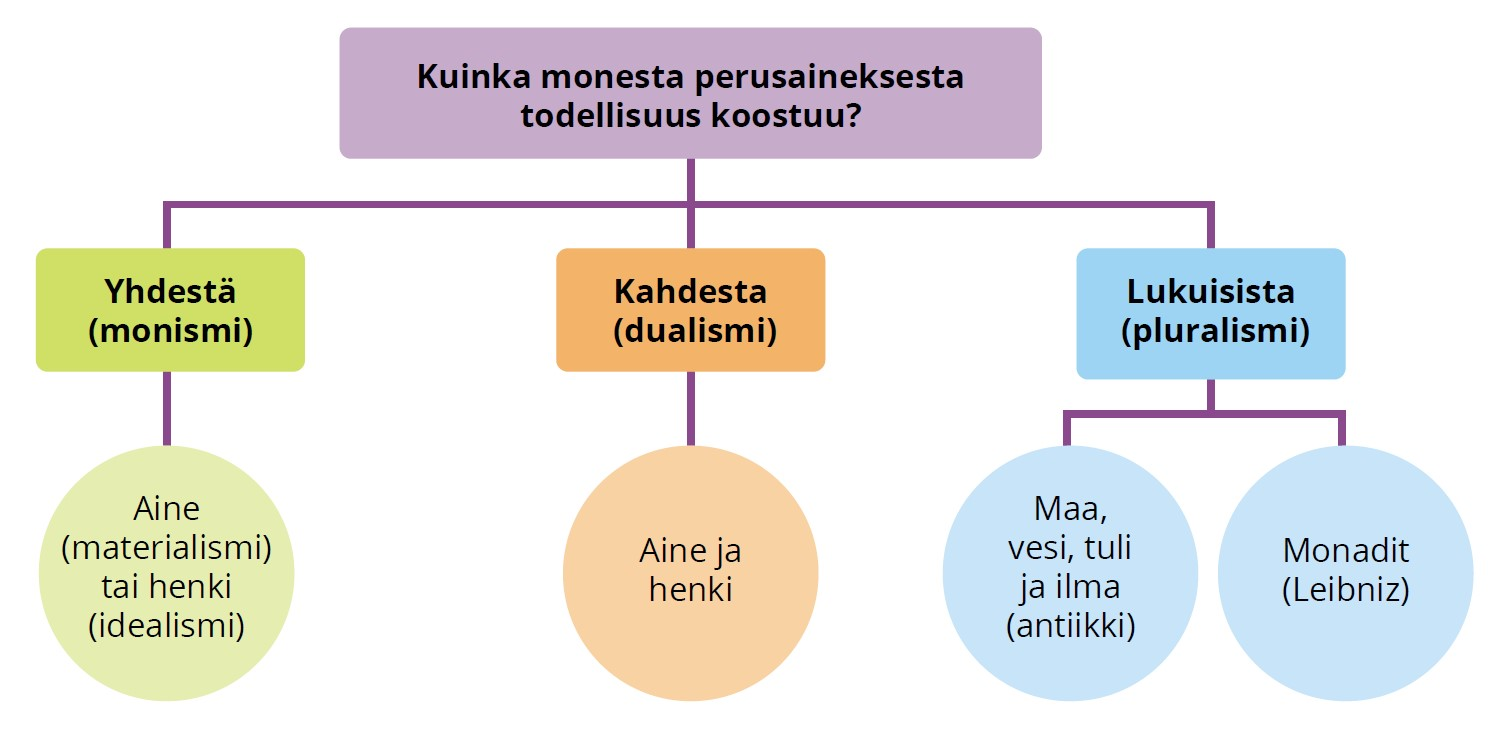 Kuinka monesta perusaineksesta
todellisuus koostuu?
Yhdestä
(monismi)
Kahdesta
(dualismi)
Lukuisista
(pluralismi)
Aine
(materialismi)
tai henki
(idealismi)
Aine ja
henki
Maa,
vesi, tuli
ja ilma
(antiikki)
Monadit
(Leibniz)